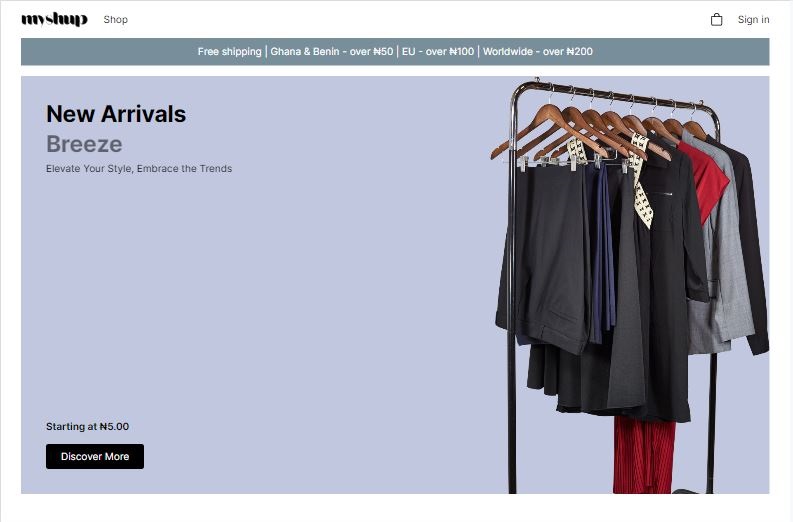 myshup
Shop
Sign in
Free shipping | Ghana & Benin - over ₦50 | EU - over ₦100 | Worldwide - over ₦200
New Arrivals
Breeze
Elevate Your Style, Embrace the Trends
Starting at ₦5.00
Discover More